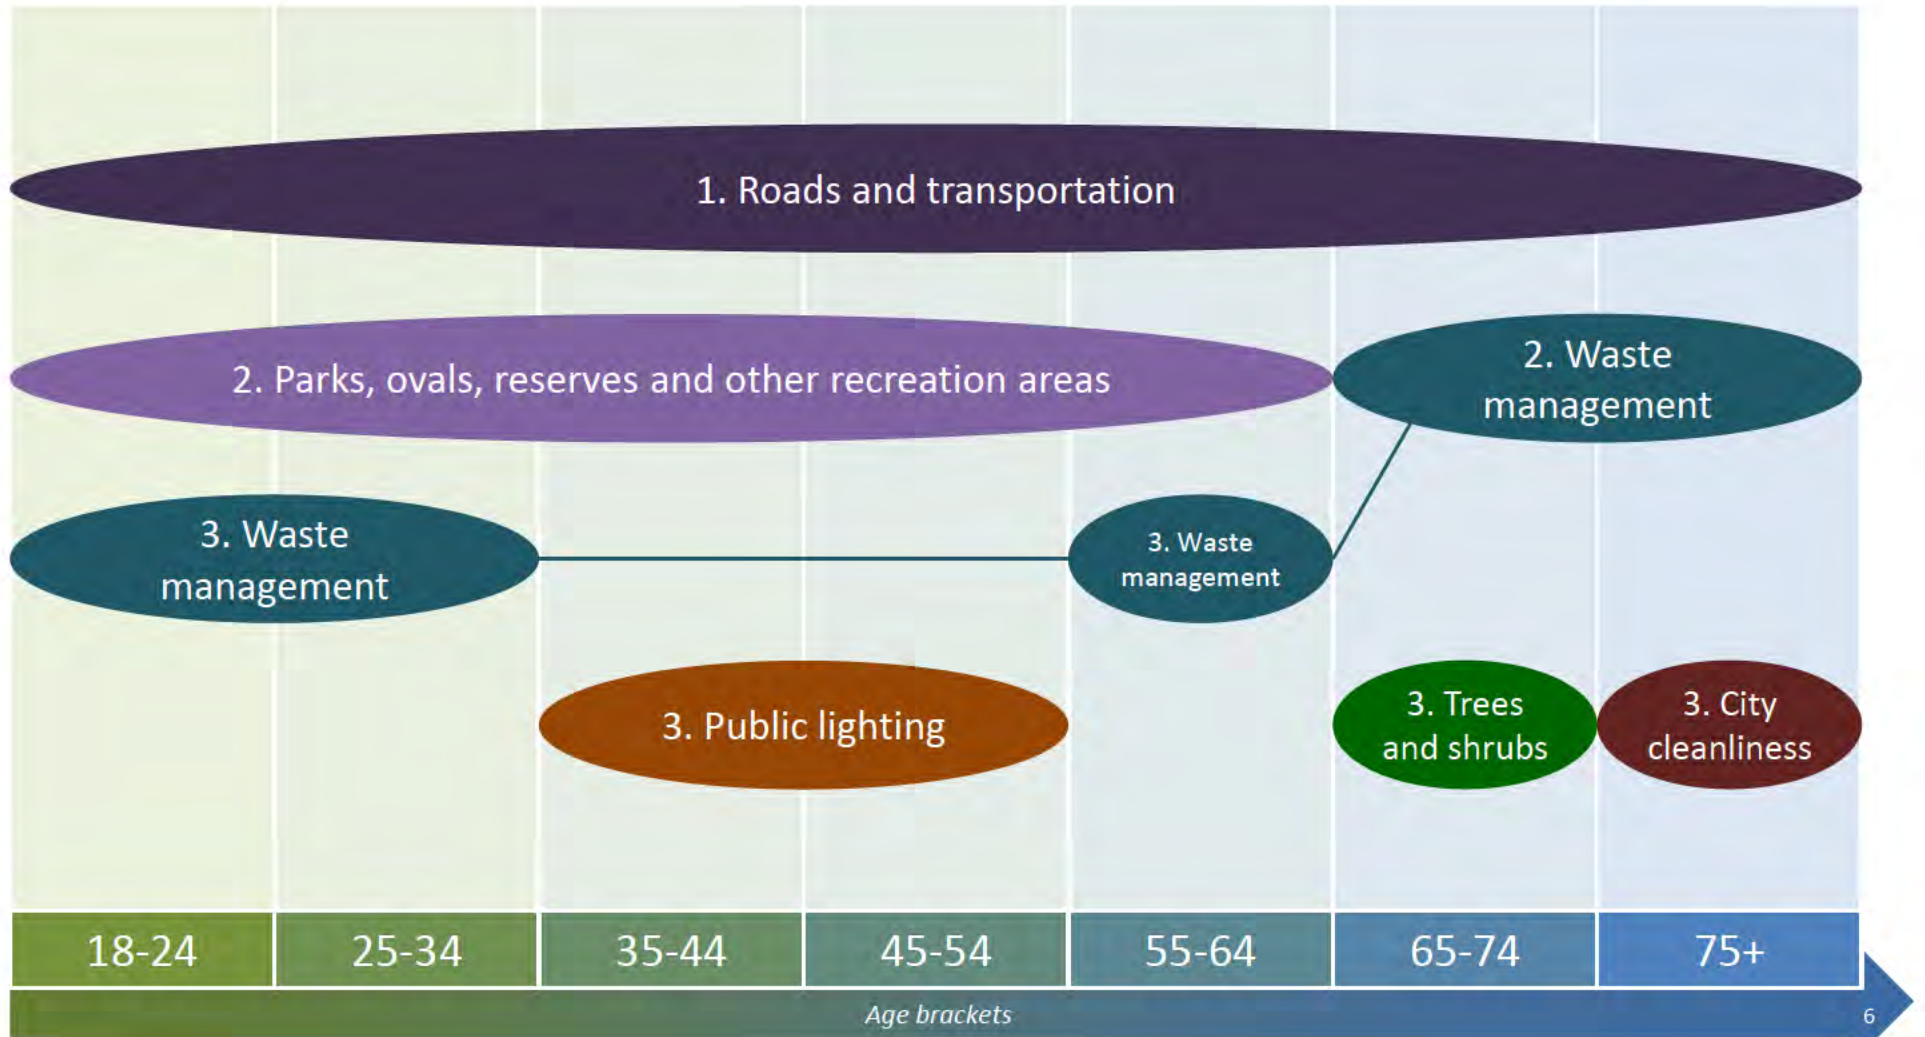 1. Roads and transportation
2. Parks, ovals, reserves and other recreation areas
2. Waste
management
3. Waste
management
3. Waste
management
3. Public lighting
3. Trees
and shrubs
3. City
cleanliness
18-24
25-34
35-44
45-54
55-64
65-74
75+
Age brackets
6